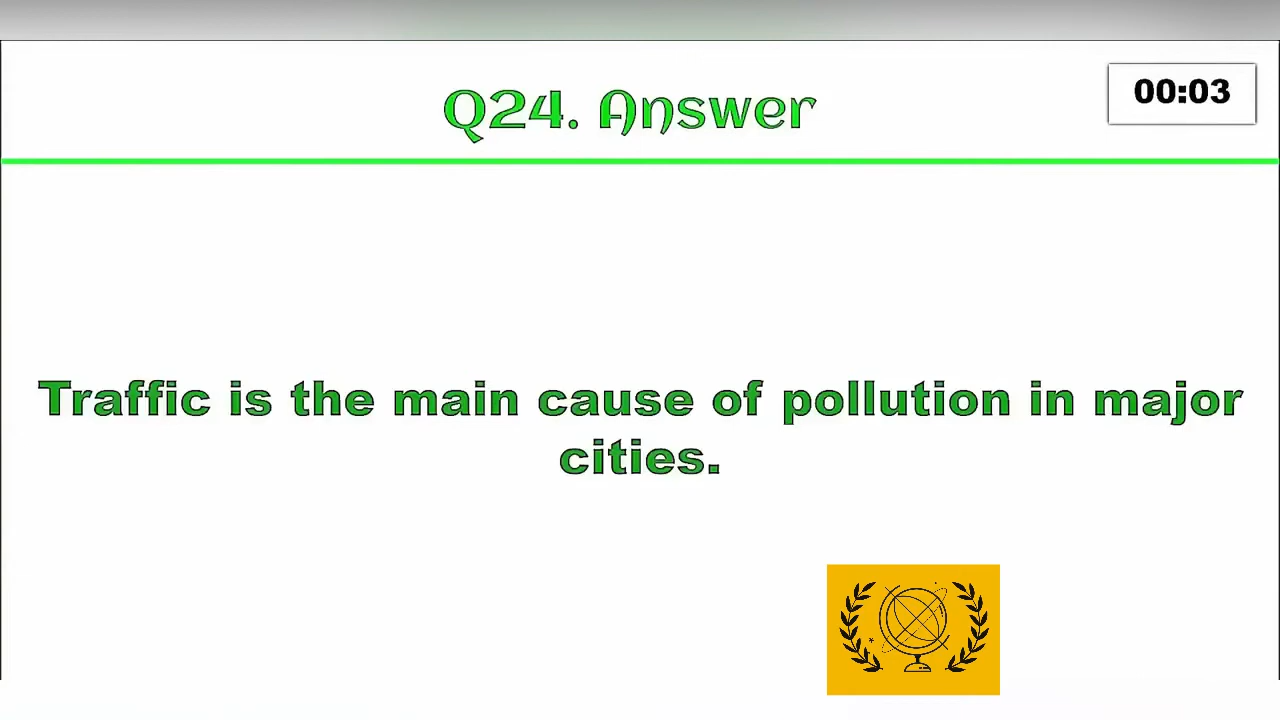 Q24. Answer
00:03
Traffic is the main cause of pollution in major
cities.